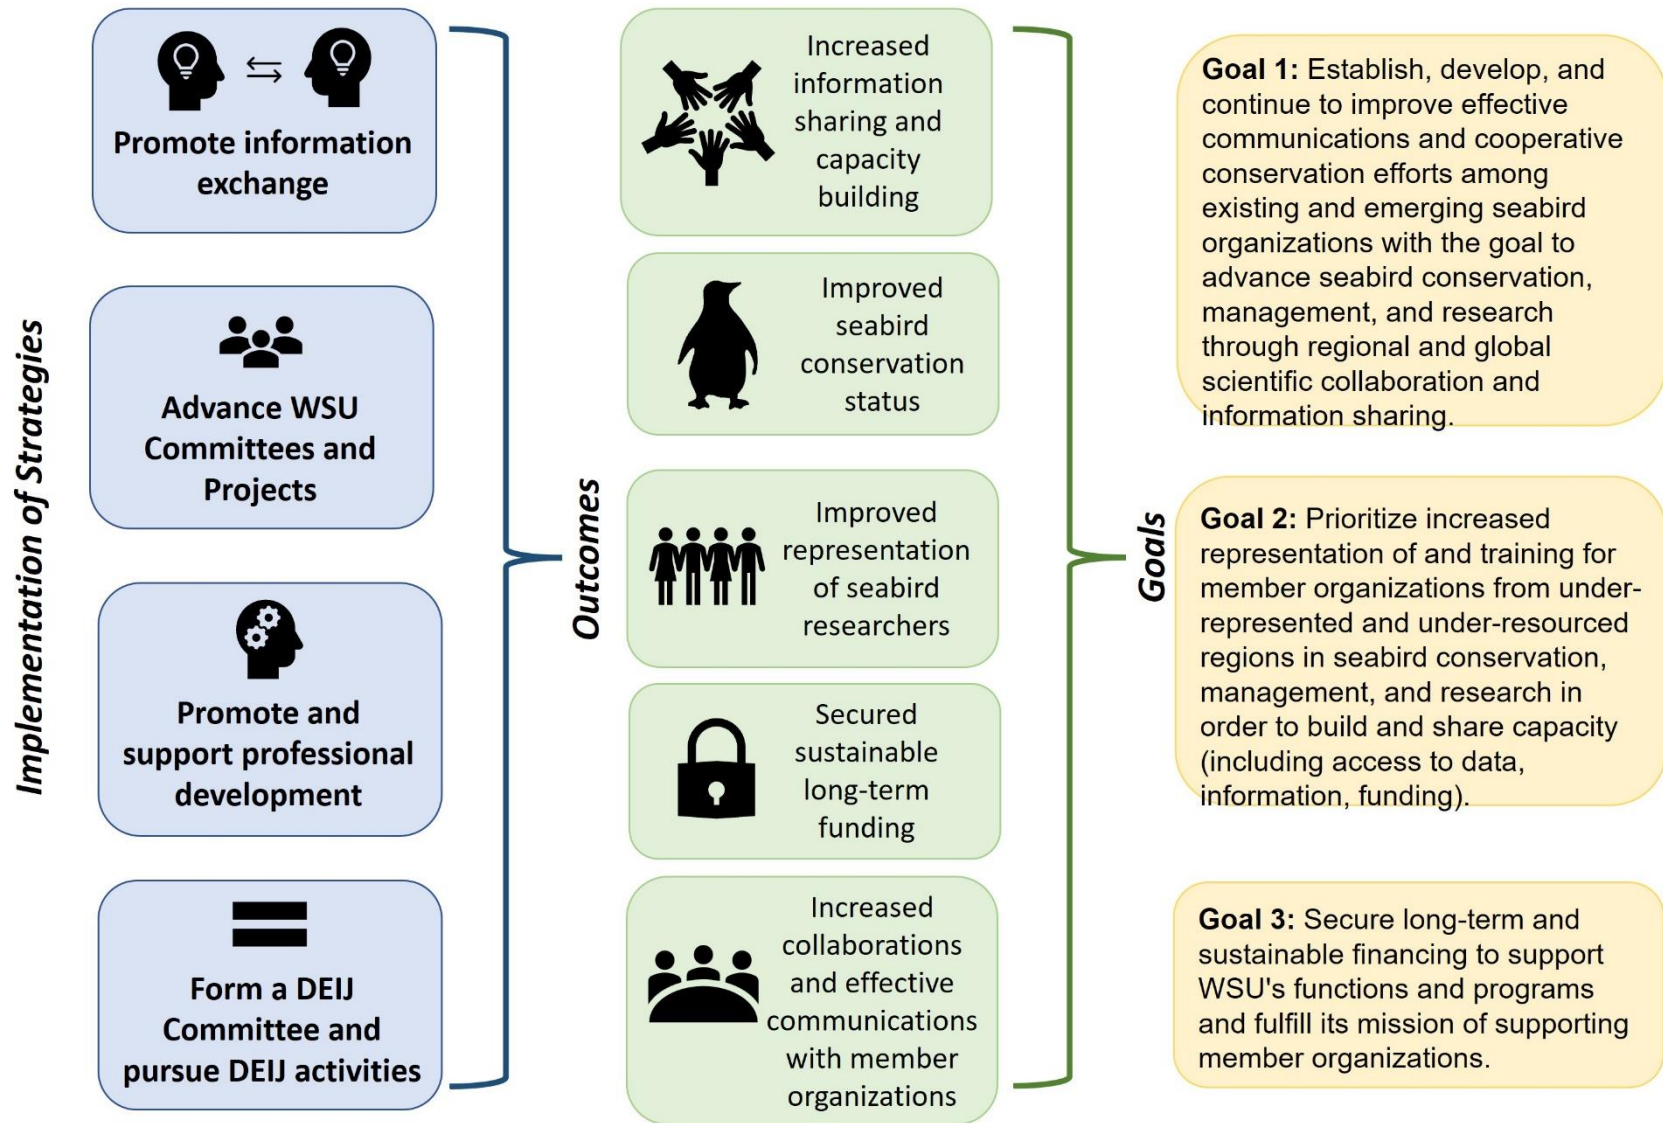 Implementation of Strategies
Promote information
exchange
Advance WSU
Committees and
Projects
Promote and
support professional
development
Form a DEIJ
Committee and
pursue DEIJ activities
Outcomes
Increased
information
sharing and
capacity
building
Improved
seabird
conservation
status
Improved
representation
of seabird
researchers
Secured
sustainable
long-term
funding
Increased
collaborations
and effective
communications
with member
organizations
Goals
Goal 1: Establish, develop, and
continue to improve effective
communications and cooperative
conservation efforts among
existing and emerging seabird
organizations with the goal to
advance seabird conservation,
management, and research
through regional and global
scientific collaboration and
information sharing.
Goal 2: Prioritize increased
representation of and training for
member organizations from under-
represented and under-resourced
regions in seabird conservation,
management, and research in
order to build and share capacity
(including access to data,
information, funding).
Goal 3: Secure long-term and
sustainable financing to support
WSU's functions and programs
and fulfill its mission of supporting
member organizations.